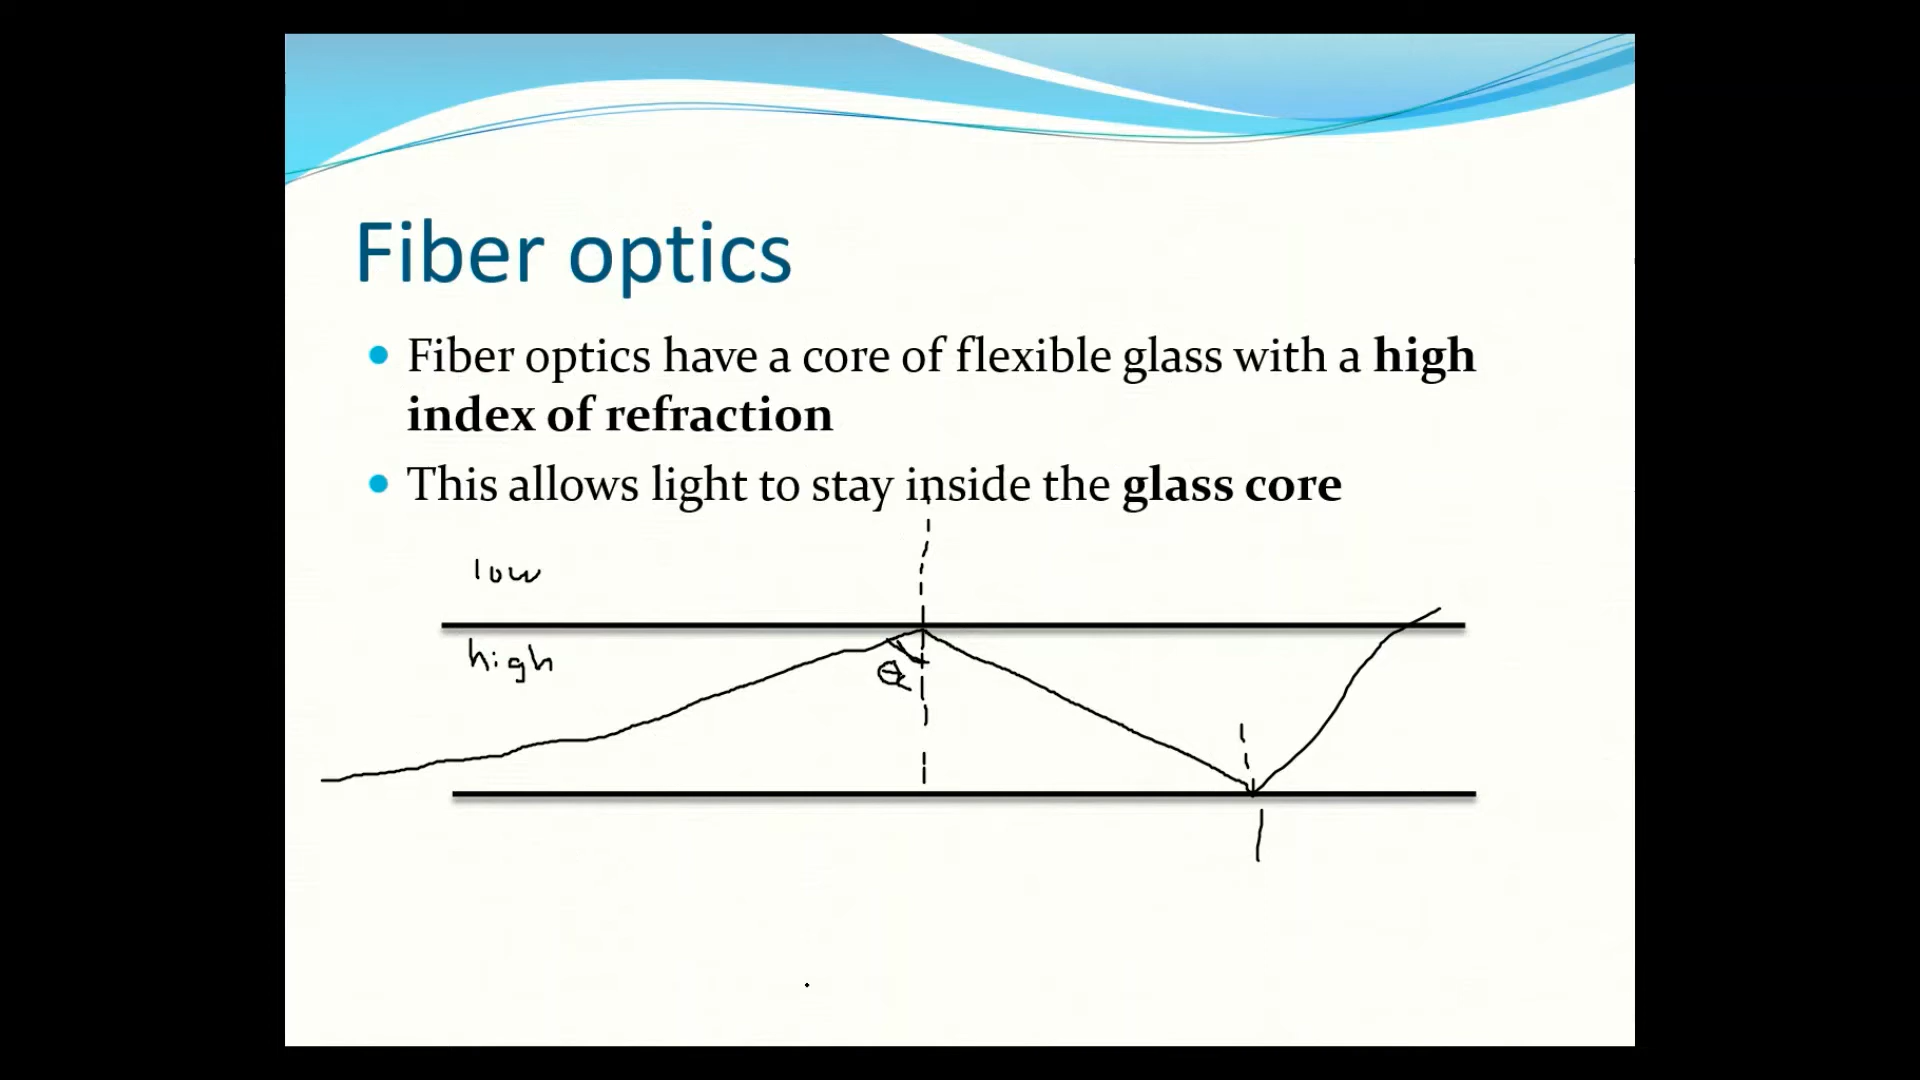 Fiber optics
Fiber optics have a core of flexible glass with a high
index of refraction
This allows light to stay inside the glass core
low
high
θ